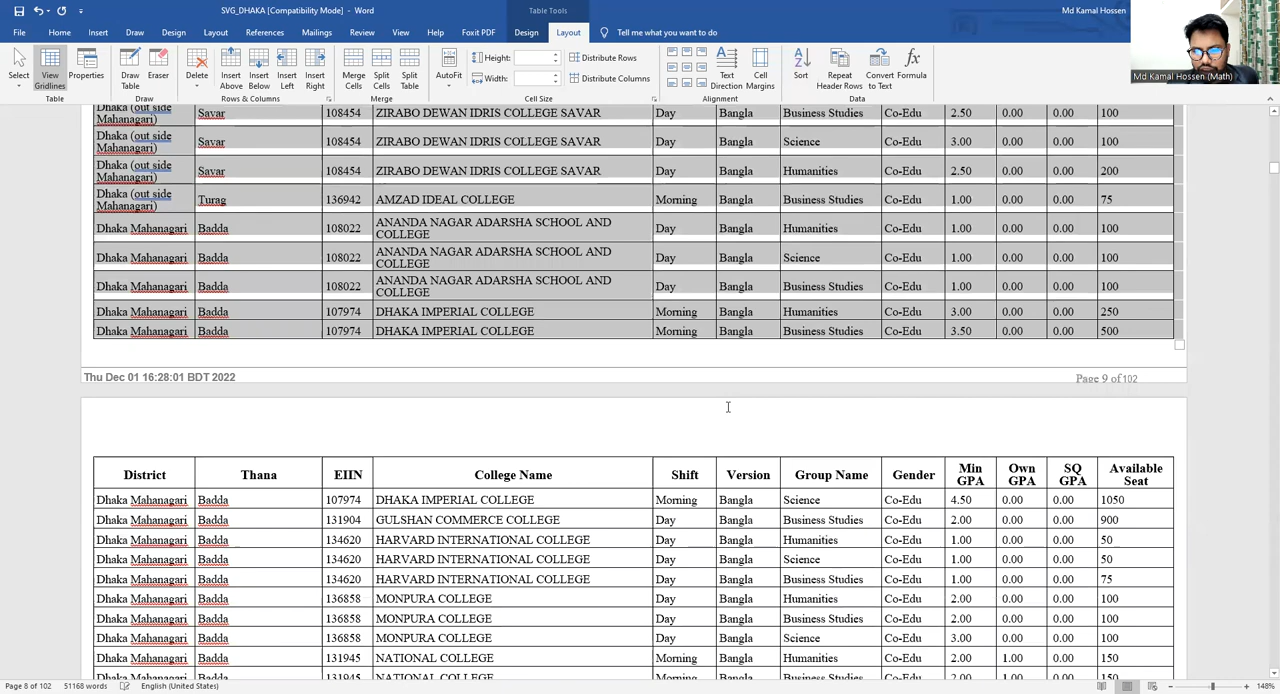 SVG_DHAKA [Compatibility Mode] - Word
Table Tools
Md Kamal Hossen
File Home Insert Draw Design Layout References Mailings Review View Help Foxit PDF Design Layout Tell me what you want to do
Select View Gridlines Properties Draw Table Eraser Delete Insert Above Insert Below Insert Left Insert Right Merge Cells Split Cells Split Table AutoFit Height: Width: Distribute Rows Distribute Columns Text Direction Cell Margins Sort Repeat Header Rows Convert to Text Formula
Table Draw Rows & Columns Merge Cell Size Alignment Data
Md Kamal Hossen (Math)
Dhaka (out side Mahanagari) Savar 108454 ZIRABO DEWAN IDRIS COLLEGE SAVAR Day Bangla Business Studies Co-Edu 2.50 0.00 0.00 100
Dhaka (out side Mahanagari) Savar 108454 ZIRABO DEWAN IDRIS COLLEGE SAVAR Day Bangla Science Co-Edu 3.00 0.00 0.00 100
Dhaka (out side Mahanagari) Savar 108454 ZIRABO DEWAN IDRIS COLLEGE SAVAR Day Bangla Humanities Co-Edu 2.50 0.00 0.00 200
Dhaka (out side Mahanagari) Turag 136942 AMZAD IDEAL COLLEGE Morning Bangla Humanities Co-Edu 1.00 0.00 0.00 75
Dhaka Mahanagari Badda 108022 ANANDA NAGAR ADARSHA SCHOOL AND COLLEGE Day Bangla Humanities Co-Edu 1.00 0.00 0.00 100
Dhaka Mahanagari Badda 108022 ANANDA NAGAR ADARSHA SCHOOL AND COLLEGE Day Bangla Science Co-Edu 1.00 0.00 0.00 100
Dhaka Mahanagari Badda 108022 ANANDA NAGAR ADARSHA SCHOOL AND COLLEGE Day Bangla Business Studies Co-Edu 1.00 0.00 0.00 100
Dhaka Mahanagari Badda 107974 DHAKA IMPERIAL COLLEGE Morning Bangla Humanities Co-Edu 3.00 0.00 0.00 250
Dhaka Mahanagari Badda 107974 DHAKA IMPERIAL COLLEGE Morning Bangla Business Studies Co-Edu 3.50 0.00 0.00 500
Thu Dec 01 16:28:01 BDT 2022 Page 9 of 102
District Thana EIIN College Name Shift Version Group Name Gender Min GPA Own GPA SQ GPA Available Seat
Dhaka Mahanagari Badda 107974 DHAKA IMPERIAL COLLEGE Morning Bangla Science Co-Edu 4.50 0.00 0.00 1050
Dhaka Mahanagari Badda 131904 GULSHAN COMMERCE COLLEGE Day Bangla Business Studies Co-Edu 2.00 0.00 0.00 900
Dhaka Mahanagari Badda 134620 HARVARD INTERNATIONAL COLLEGE Day Bangla Humanities Co-Edu 1.00 0.00 0.00 50
Dhaka Mahanagari Badda 134620 HARVARD INTERNATIONAL COLLEGE Day Bangla Science Co-Edu 1.00 0.00 0.00 50
Dhaka Mahanagari Badda 134620 HARVARD INTERNATIONAL COLLEGE Day Bangla Business Studies Co-Edu 1.00 0.00 0.00 75
Dhaka Mahanagari Badda 136858 MONPURA COLLEGE Day Bangla Humanities Co-Edu 2.00 0.00 0.00 100
Dhaka Mahanagari Badda 136858 MONPURA COLLEGE Day Bangla Business Studies Co-Edu 2.00 0.00 0.00 100
Dhaka Mahanagari Badda 136858 MONPURA COLLEGE Day Bangla Science Co-Edu 3.00 0.00 0.00 100
Dhaka Mahanagari Badda 131945 NATIONAL COLLEGE Morning Bangla Humanities Co-Edu 2.00 1.00 0.00 150
Dhaka Mahanagari Badda 131945 NATIONAL COLLEGE Morning Bangla Business Studies Co-Edu 2.00 1.00 0.00 150
Page 8 of 102 51168 words English (United States) 148%